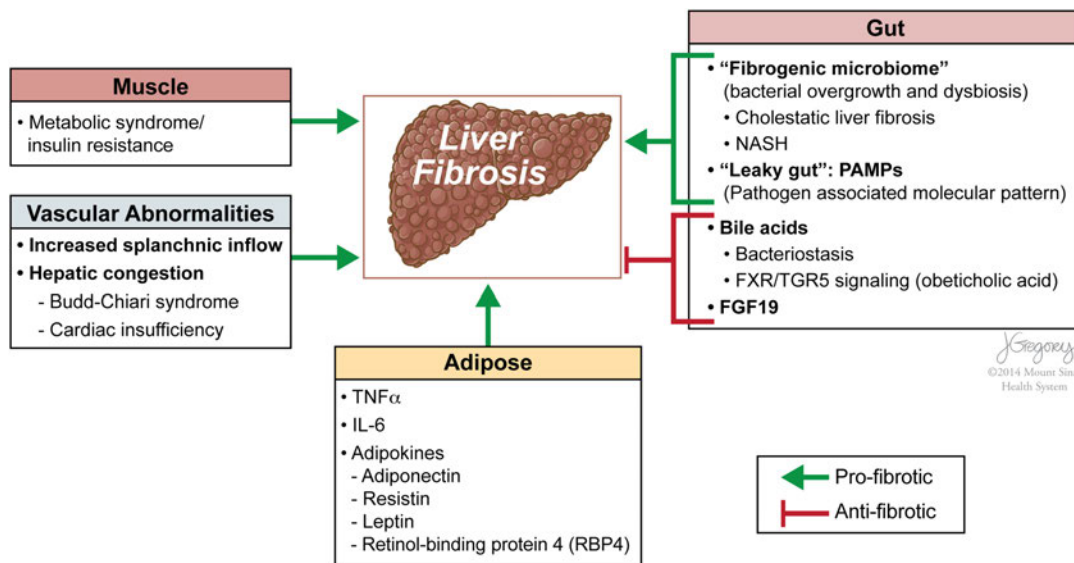 Gut
• “Fibrogenic microbiome”
(bacterial overgrowth and dysbiosis)
• Cholestatic liver fibrosis
• NASH
• “Leaky gut”: PAMPs
(Pathogen associated molecular pattern)
• Bile acids
• Bacteriostasis
• FXR/TGR5 signaling (obeticholic acid)
• FGF19
Muscle
• Metabolic syndrome/
insulin resistance
Liver
Fibrosis
Vascular Abnormalities
• Increased splanchnic inflow
• Hepatic congestion
- Budd-Chiari syndrome
- Cardiac insufficiency
Adipose
• TNFα
• IL-6
• Adipokines
- Adiponectin
- Resistin
- Leptin
- Retinol-binding protein 4 (RBP4)
JGregory
©2014 Mount Sin
Health System
Pro-fibrotic
Anti-fibrotic